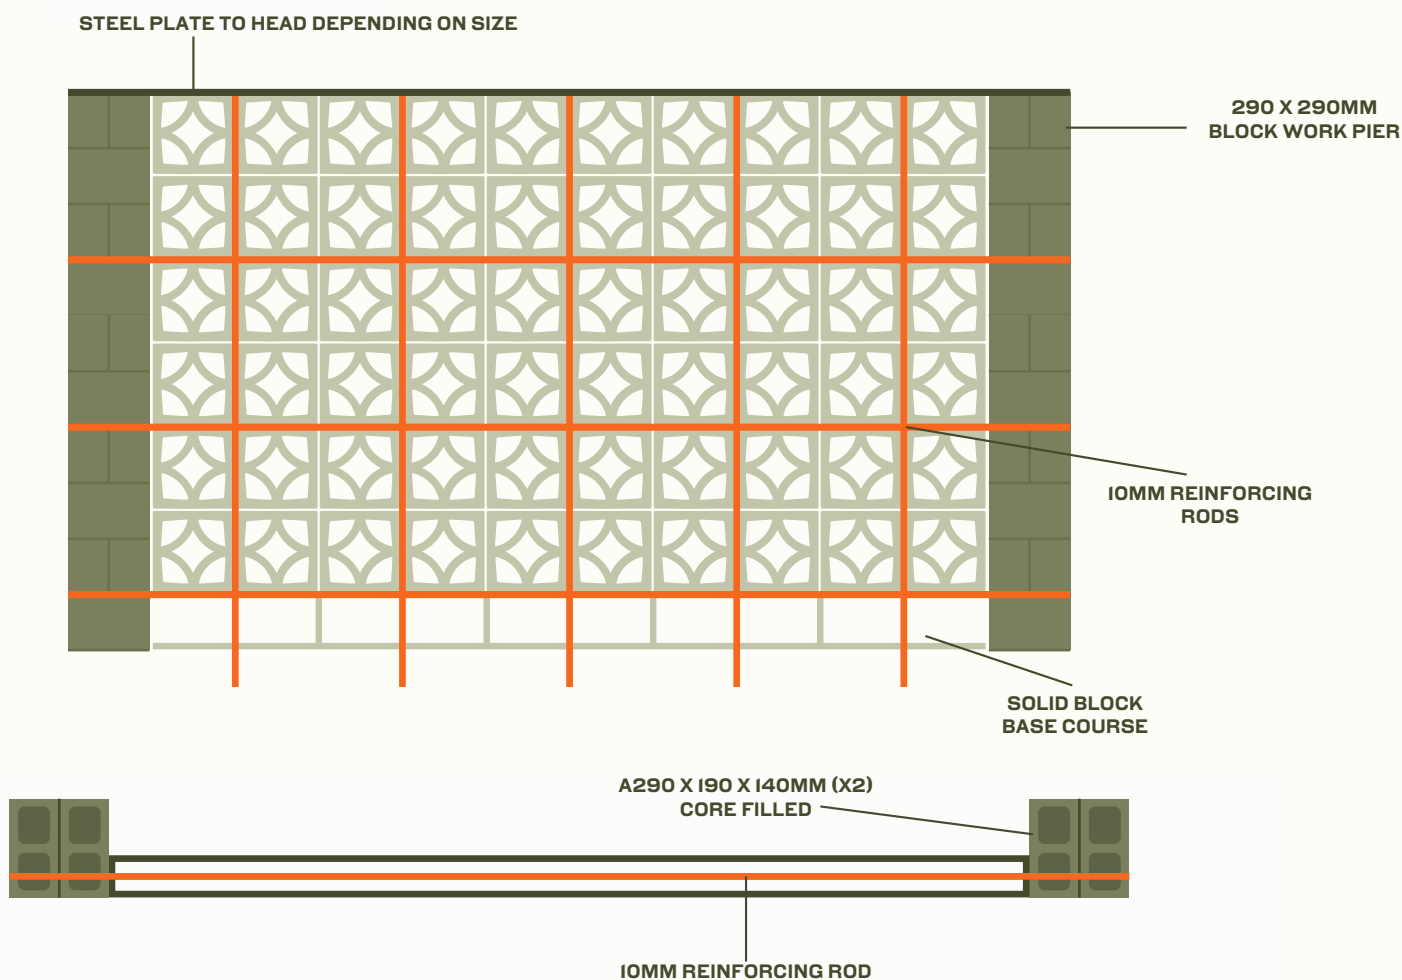 STEEL PLATE TO HEAD DEPENDING ON SIZE
290 X 290MM
BLOCK WORK PIER
10MM REINFORCING
RODS
SOLID BLOCK
BASE COURSE
A290 X 190 X 140MM (X2)
CORE FILLED
10MM REINFORCING ROD